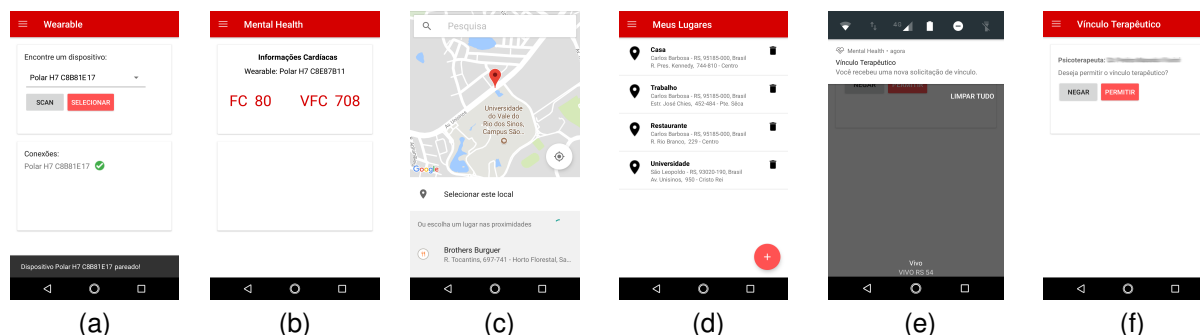 Wearable
Encontre um dispositivo:
Polar H7 C8B81E17
SCAN SELECIONAR
Conexões:
Polar H7 C8B81E17
Dispositivo Polar H7 C8B81E17 pareado!
(a)
Mental Health
Informações Cardíacas
Wearable: Polar H7 C8E87B11
FC 80 VFC 708
(b)
Pesquisa
Av. Unisinos
Universidade
do Vale do
Rio dos Sinos,
Campus São...
Google
Selecionar este local
Ou escolha um lugar nas proximidades
Brothers Burguer
R. Tocantins, 697-741 - Horto Florestal, Sa...
(c)
Meus Lugares
Casa
Carlos Barbosa - RS, 95185-000, Brasil
R. Pres. Kennedy, 744-810 - Centro
Trabalho
Carlos Barbosa - RS, 95185-000, Brasil
Estr. José Chies, 452-484 - Pte. Sêca
Restaurante
Carlos Barbosa - RS, 95185-000, Brasil
R. Rio Branco, 229 - Centro
Universidade
São Leopoldo - RS, 93020-190, Brasil
Av. Unisinos, 950 - Cristo Rei
(d)
4G
Mental Health • agora
Vínculo Terapêutico
Você recebeu uma nova solicitação de vínculo.
NEGAR PERMITIR
LIMPAR TUDO
Vivo
VIVO RS 54
(e)
Vínculo Terapêutico
Psicoterapeuta:
Deseja permitir o vínculo terapêutico?
NEGAR PERMITIR
(f)